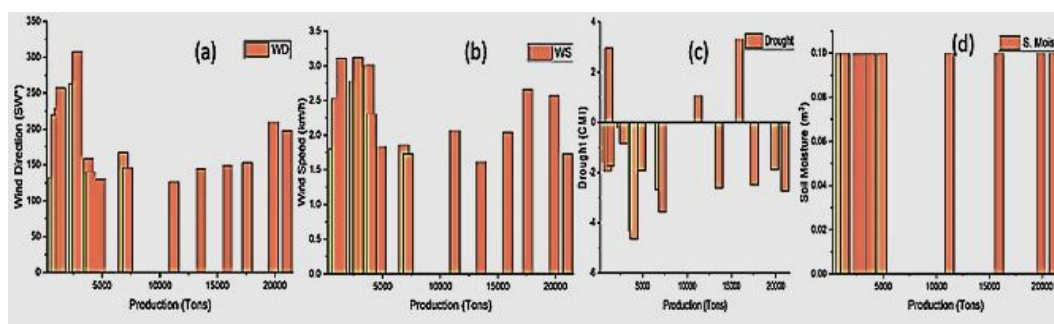 (a)
WD
350
300
250
200
150
100
50
0
Wind Direction (SW°)
5000 10000 15000 20000
Production (Tons)
(b)
WS
3.5
3.0
2.5
2.0
1.5
1.0
0.5
0.0
Wind Speed (km/h)
5000 10000 15000 20000
Production (Tons)
(c)
Drought
4
2
0
-2
-4
-6
Drought (CMI)
5000 10000 15000 20000
Production (Tons)
(d)
S. Mois
0.10
0.08
0.06
0.04
0.02
0.00
Soil Moisture (m³)
5000 10000 15000 20000
Production (Tons)